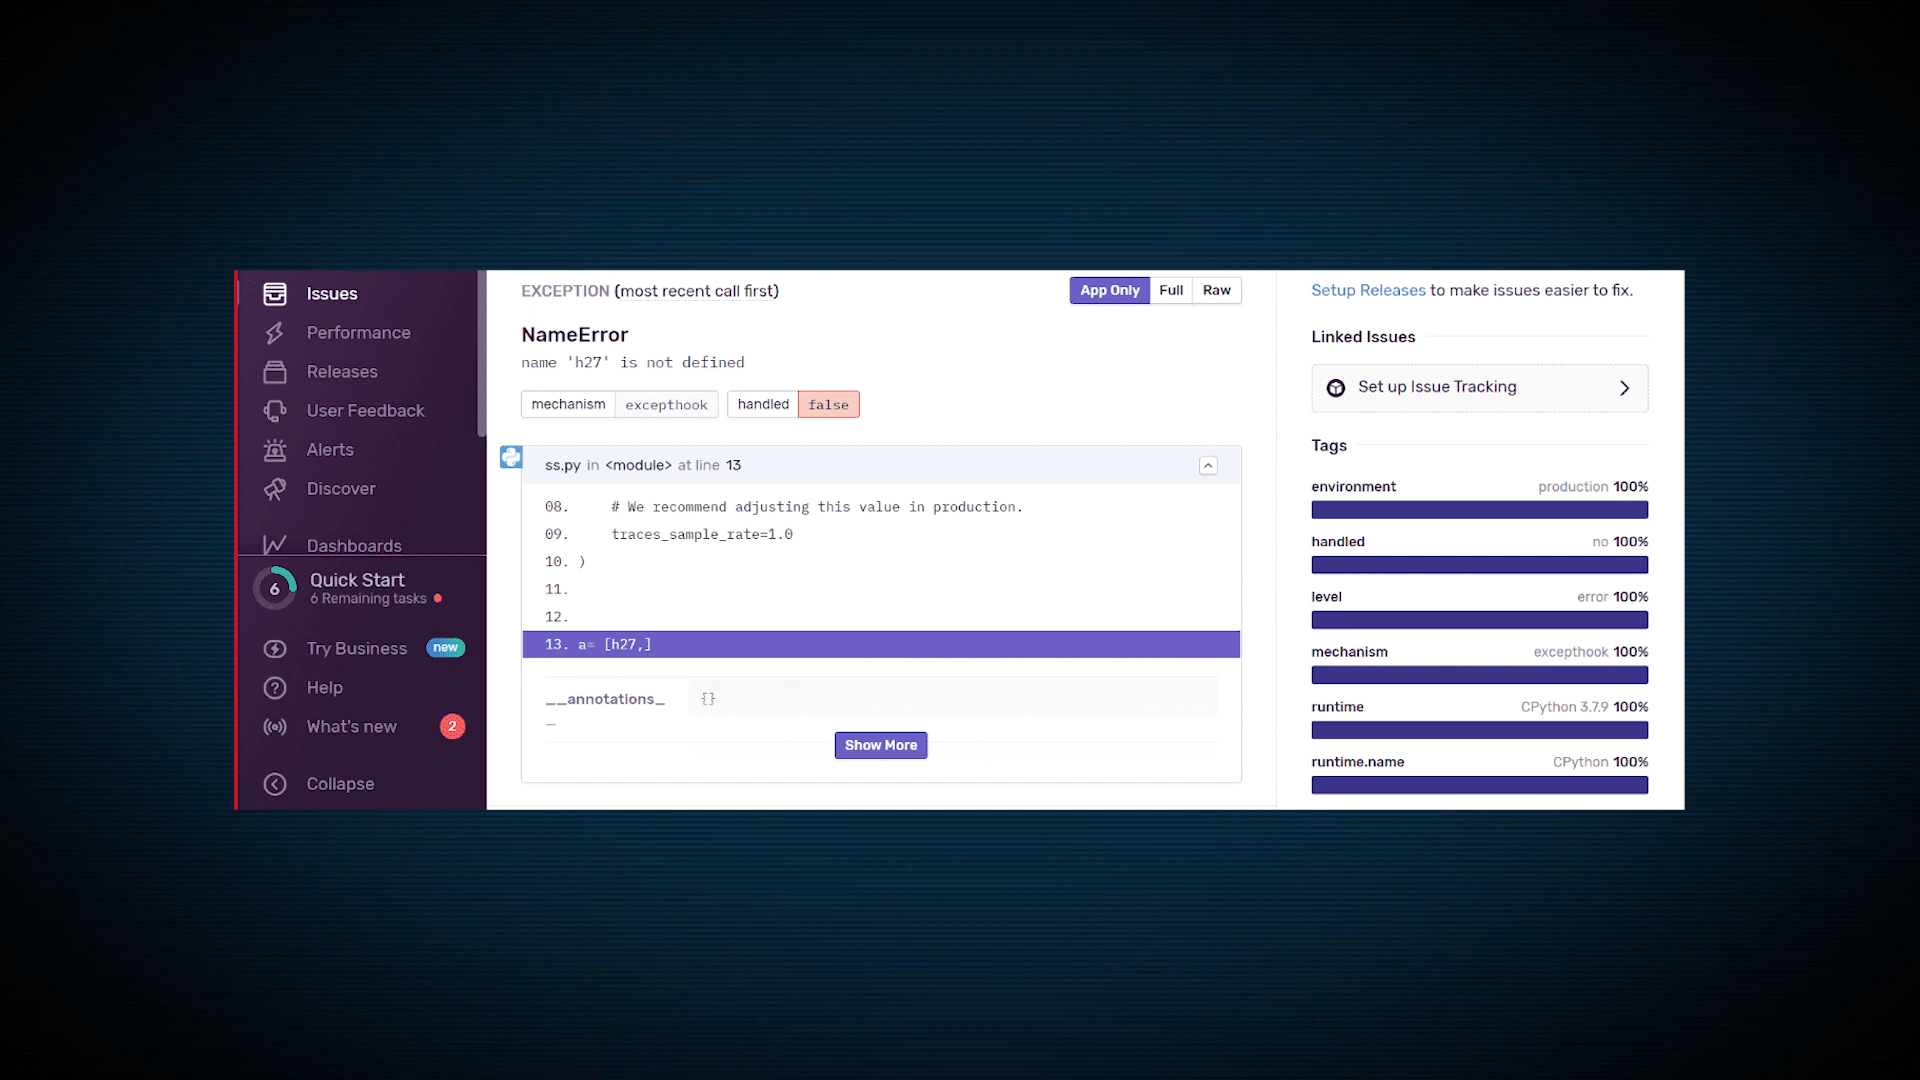 Issues
Performance
Releases
User Feedback
Alerts
Discover
Dashboards
6
Quick Start
6 Remaining tasks
Try Business new
Help
What's new 2
Collapse
EXCEPTION (most recent call first)
App Only Full Raw
NameError
name 'h27' is not defined
mechanism excepthook handled false
ss.py in <module> at line 13
08. # We recommend adjusting this value in production.
09. traces_sample_rate=1.0
10. )
11.
12.
13. a= [h27,]
__annotations_
_
{}
Show More
Setup Releases to make issues easier to fix.
Linked Issues
Set up Issue Tracking
Tags
environment production 100%
handled no 100%
level error 100%
mechanism excepthook 100%
runtime CPython 3.7.9 100%
runtime.name CPython 100%